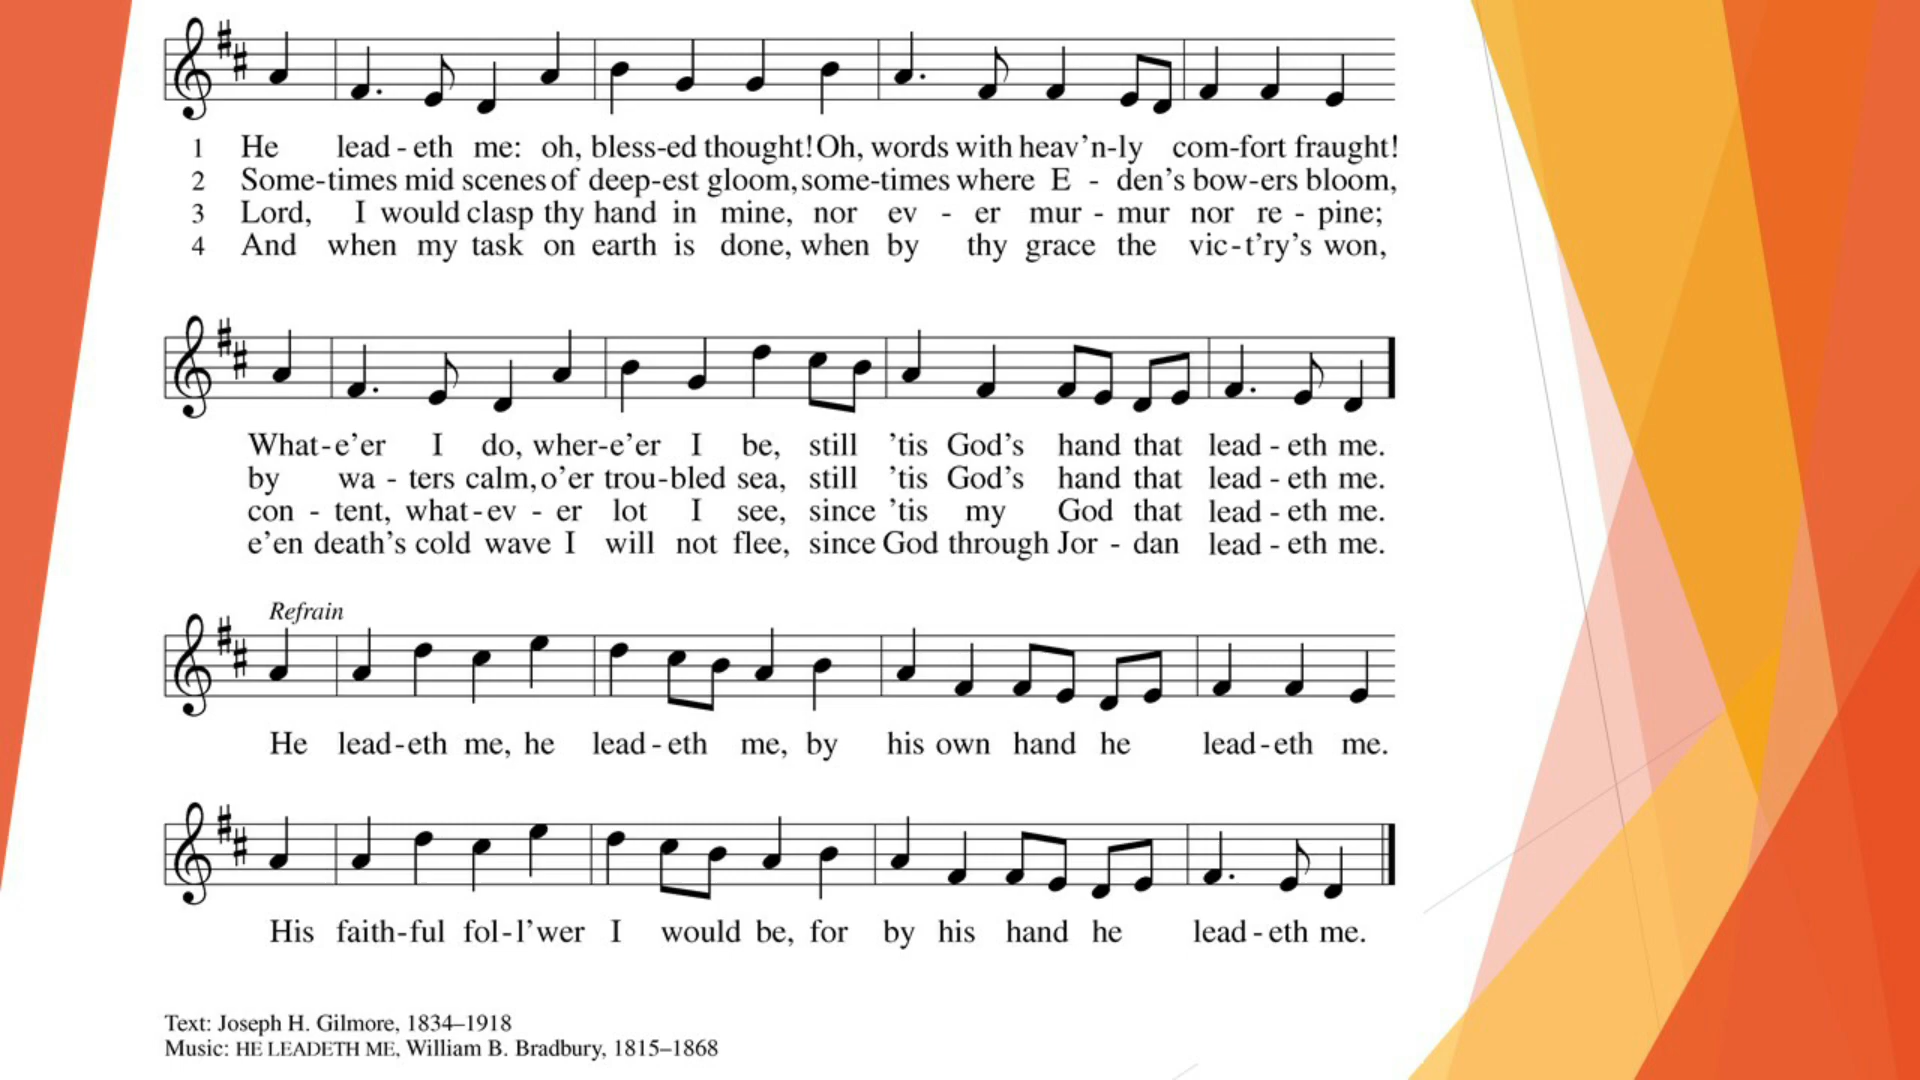 1 He lead - eth me: oh, bless-ed thought! Oh, words with heav’n-ly com-fort fraught!
2 Some-times mid scenes of deep-est gloom, some-times where E - den’s bow-ers bloom,
3 Lord, I would clasp thy hand in mine, nor ev - er mur - mur nor re - pine;
4 And when my task on earth is done, when by thy grace the vic-t’ry’s won,
What-e’er I do, wher-e’er I be, still ’tis God’s hand that lead - eth me.
by wa - ters calm, o’er trou-bled sea, still ’tis God’s hand that lead - eth me.
con - tent, what-ev - er lot I see, since ’tis my God that lead - eth me.
e’en death’s cold wave I will not flee, since God through Jor - dan lead - eth me.
Refrain
He lead-eth me, he lead - eth me, by his own hand he lead-eth me.
His faith-ful fol-l’wer I would be, for by his hand he lead - eth me.
Text: Joseph H. Gilmore, 1834–1918
Music: HE LEADETH ME, William B. Bradbury, 1815–1868